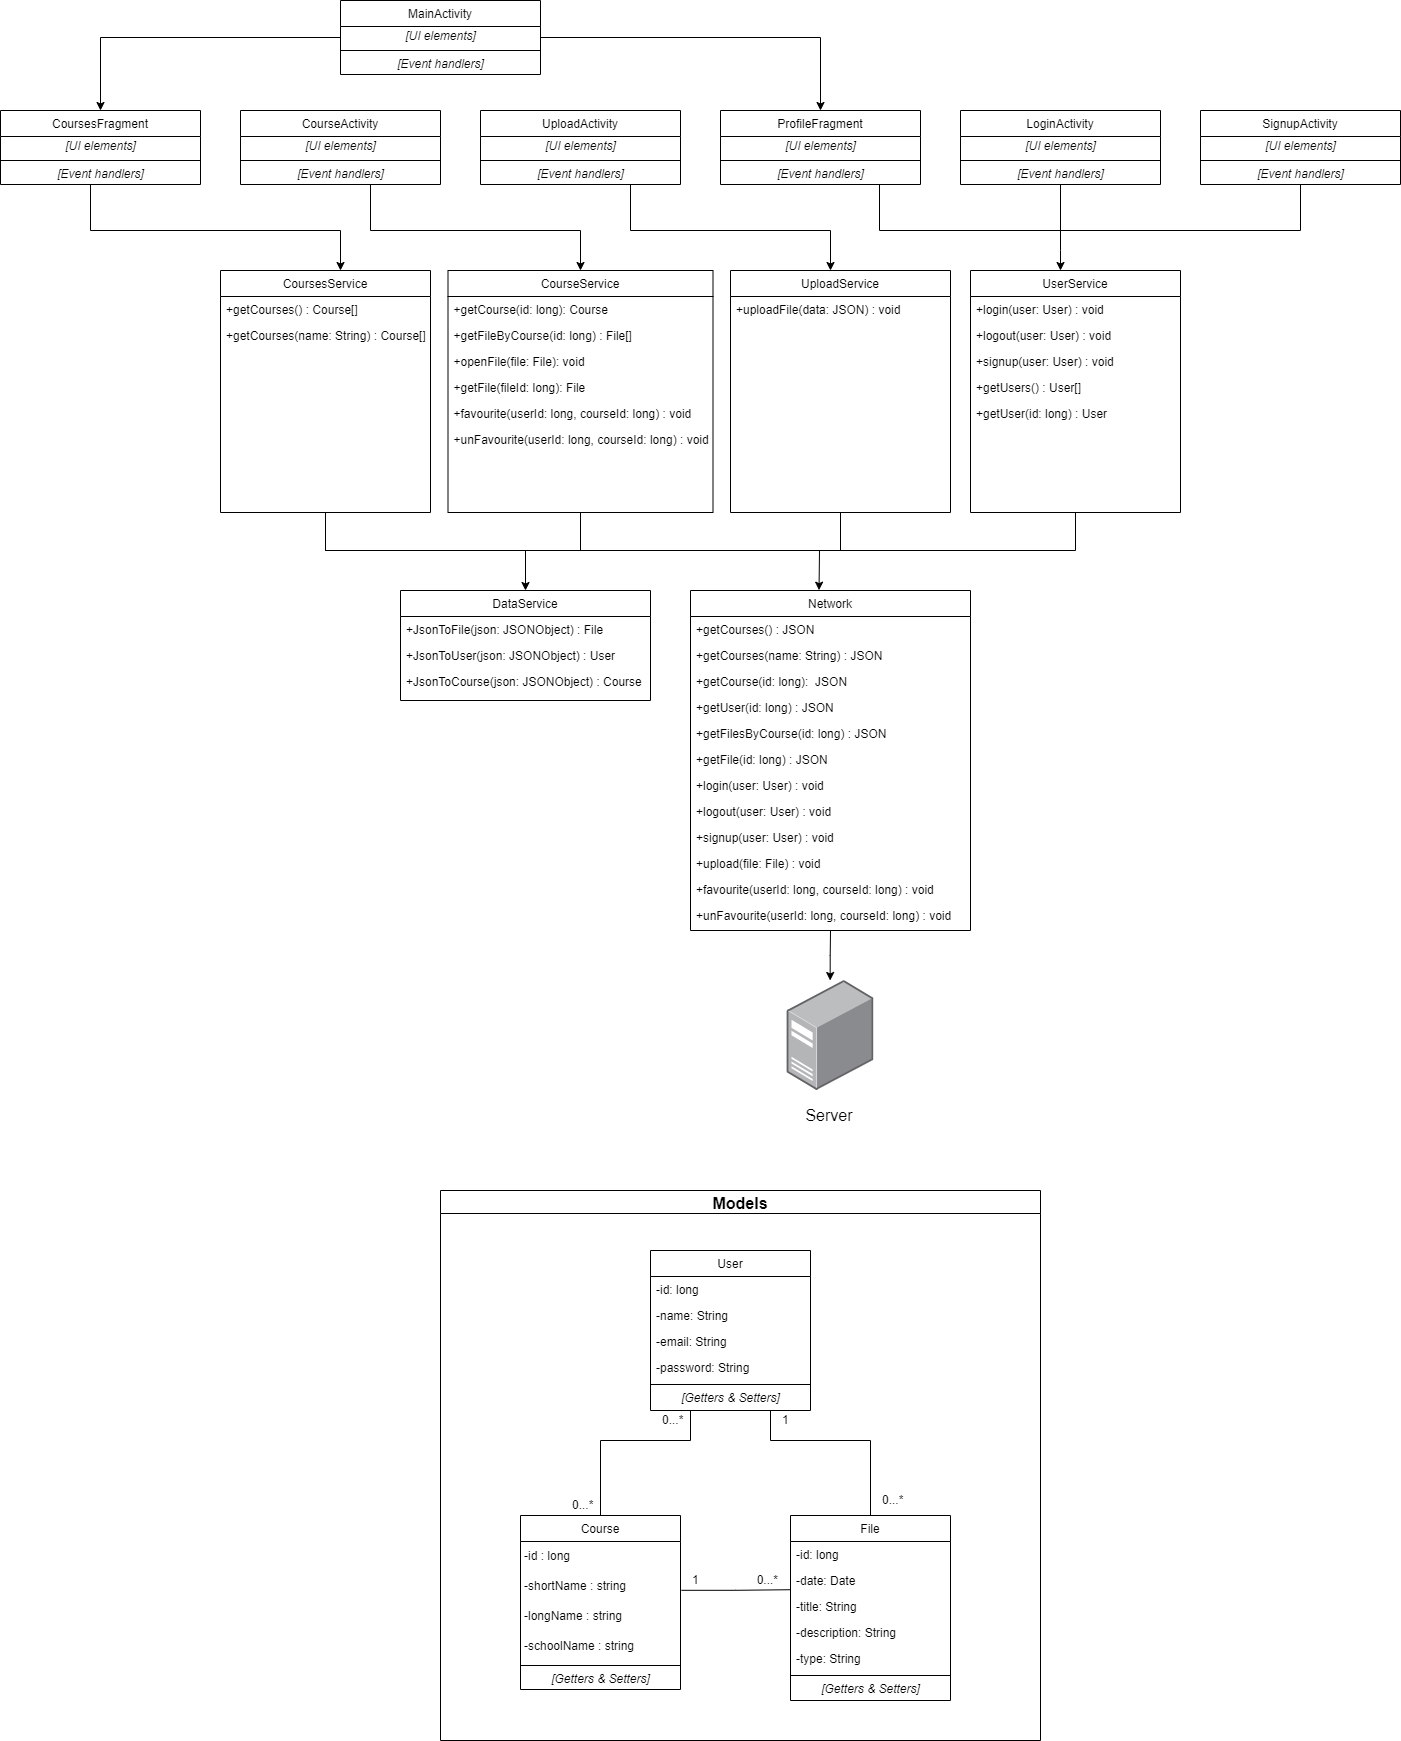 MainActivity
[UI elements]
[Event handlers]
CoursesFragment
[UI elements]
[Event handlers]
CourseActivity
[UI elements]
[Event handlers]
UploadActivity
[UI elements]
[Event handlers]
ProfileFragment
[UI elements]
[Event handlers]
LoginActivity
[UI elements]
[Event handlers]
SignupActivity
[UI elements]
[Event handlers]
CoursesService
+getCourses() : Course[]
+getCourses(name: String) : Course[]
CourseService
+getCourse(id: long): Course
+getFileByCourse(id: long) : File[]
+openFile(file: File): void
+getFile(fileId: long): File
+favourite(userId: long, courseId: long) : void
+unFavourite(userId: long, courseId: long) : void
UploadService
+uploadFile(data: JSON) : void
UserService
+login(user: User) : void
+logout(user: User) : void
+signup(user: User) : void
+getUsers() : User[]
+getUser(id: long) : User
DataService
+JsonToFile(json: JSONObject) : File
+JsonToUser(json: JSONObject) : User
+JsonToCourse(json: JSONObject) : Course
Network
+getCourses() : JSON
+getCourses(name: String) : JSON
+getCourse(id: long):  JSON
+getUser(id: long) : JSON
+getFilesByCourse(id: long) : JSON
+getFile(id: long) : JSON
+login(user: User) : void
+logout(user: User) : void
+signup(user: User) : void
+upload(file: File) : void
+favourite(userId: long, courseId: long) : void
+unFavourite(userId: long, courseId: long) : void
Server
Models
User
-id: long
-name: String
-email: String
-password: String
[Getters & Setters]
0...*
1
0...*
0...*
Course
-id : long
-shortName : string
-longName : string
-schoolName : string
[Getters & Setters]
1
0...*
File
-id: long
-date: Date
-title: String
-description: String
-type: String
[Getters & Setters]